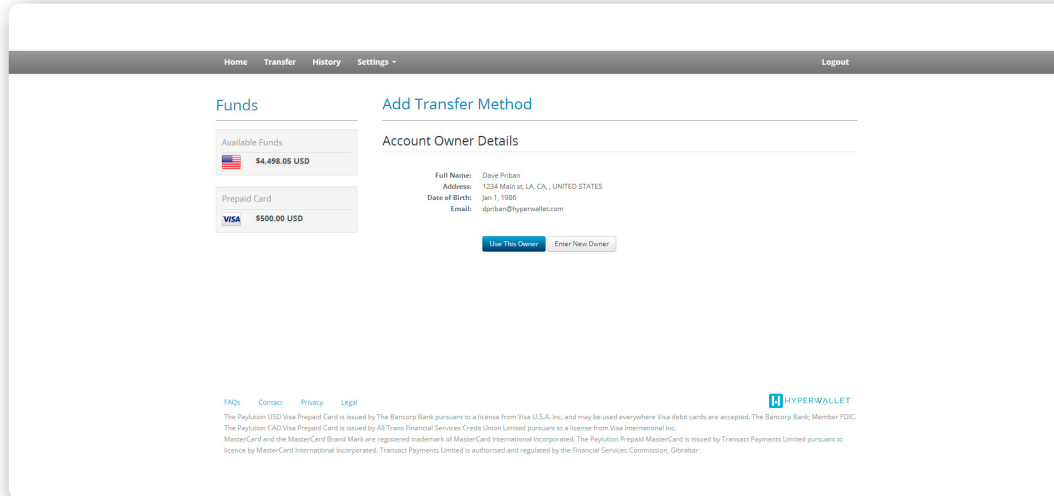 Home Transfer History Settings Logout
Funds
Available Funds
$4,498.05 USD
Prepaid Card
VISA $500.00 USD
Add Transfer Method
Account Owner Details
Full Name: Dave Priban
Address: 1234 Main st, LA, CA, , UNITED STATES
Date of Birth: Jan 1, 1986
Email: dpriban@hyperwallet.com
Use This Owner Enter New Owner
FAQs Contact Privacy Legal
HYPERWALLET
The Paylution USD Visa Prepaid Card is issued by The Bancorp Bank pursuant to a license from Visa U.S.A. Inc. and may be used everywhere Visa debit cards are accepted. The Bancorp Bank; Member FDIC.
The Paylution CAD Visa Prepaid Card is issued by All Trans Financial Services Credit Union Limited pursuant to a license from Visa International Inc.
MasterCard and the MasterCard Brand Mark are registered trademark of MasterCard International Incorporated. The Paylution Prepaid MasterCard is issued by Transact Payments Limited pursuant to
licence by MasterCard International Incorporated. Transact Payments Limited is authorised and regulated by the Financial Services Commission, Gibraltar